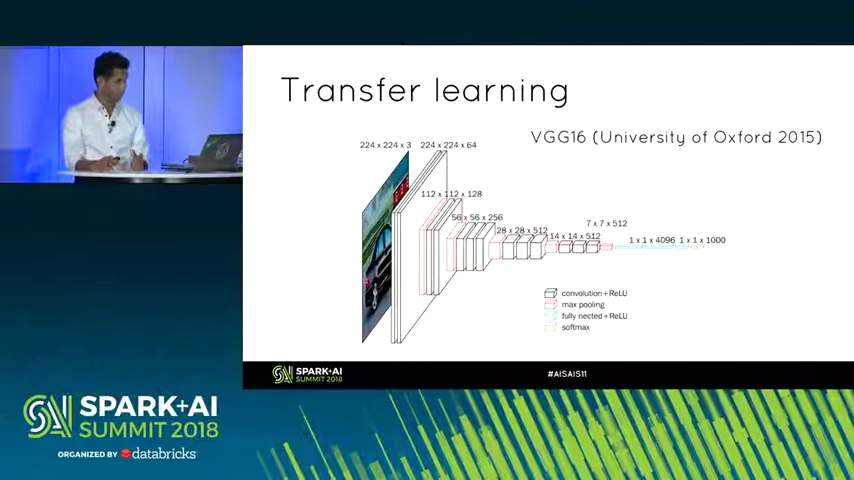 Transfer learning
VGG16 (University of Oxford 2015)
224 x 224 x 3 224 x 224 x 64
112 x 112 x 128
56 x 56 x 256
28 x 28 x 512
14 x 14 x 512
7 x 7 x 512
1 x 1 x 4096 1 x 1 x 1000
convolution+ReLU
max pooling
fully nected+ReLU
softmax
SPARK+AI
SUMMIT 2018
#AISAIS11
SPARK+AI
SUMMIT 2018
ORGANIZED BY databricks